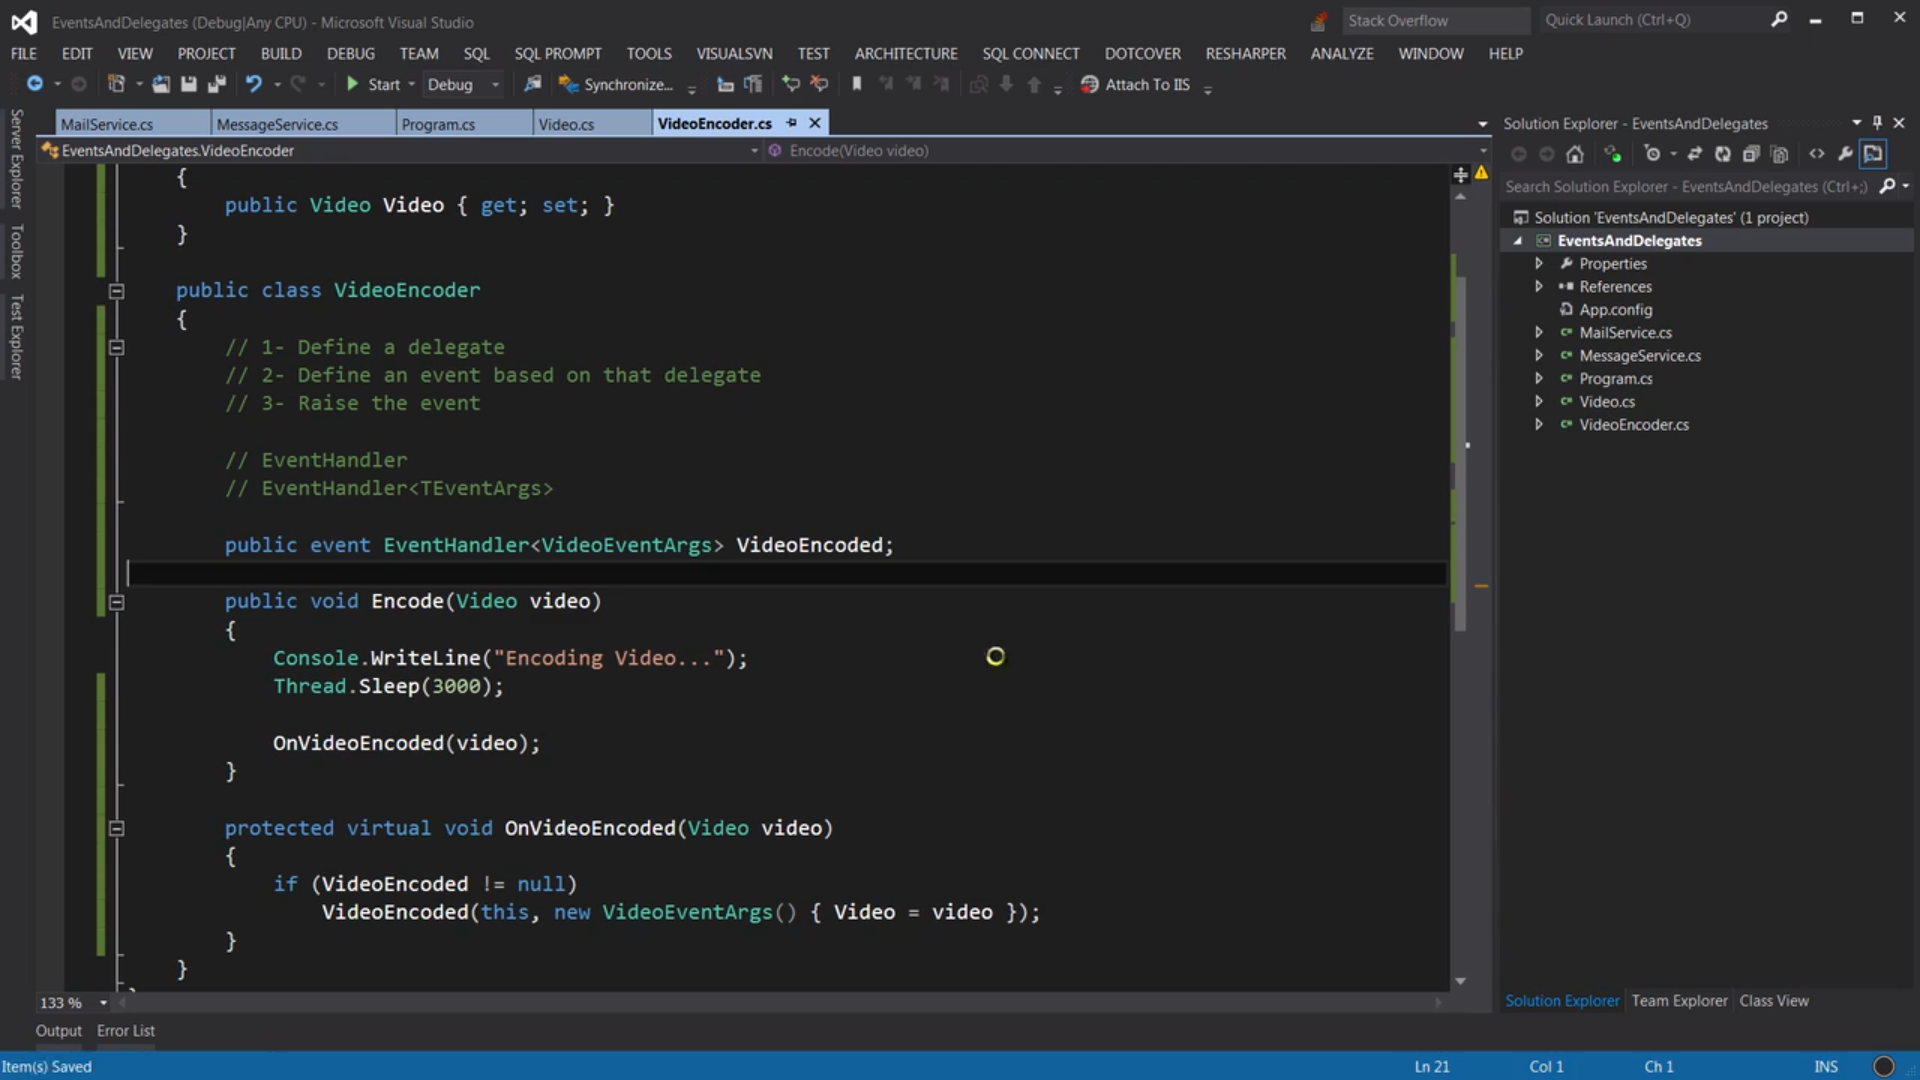 EventsAndDelegates (Debug|Any CPU) - Microsoft Visual Studio
Stack Overflow
Quick Launch (Ctrl+Q)
FILE EDIT VIEW PROJECT BUILD DEBUG TEAM SQL SQL PROMPT TOOLS VISUALSVN TEST ARCHITECTURE SQL CONNECT DOTCOVER RESHARPER ANALYZE WINDOW HELP
Start Debug Synchronize... Attach To IIS
Server Explorer
Toolbox
Test Explorer
MailService.cs MessageService.cs Program.cs Video.cs VideoEncoder.cs
EventsAndDelegates.VideoEncoder Encode(Video video)
{
public Video Video { get; set; }
}
public class VideoEncoder
{
// 1- Define a delegate
// 2- Define an event based on that delegate
// 3- Raise the event
// EventHandler
// EventHandler<TEventArgs>
public event EventHandler<VideoEventArgs> VideoEncoded;
public void Encode(Video video)
{
Console.WriteLine("Encoding Video...");
Thread.Sleep(3000);
OnVideoEncoded(video);
}
protected virtual void OnVideoEncoded(Video video)
{
if (VideoEncoded != null)
VideoEncoded(this, new VideoEventArgs() { Video = video });
}
}
133 %
Solution Explorer - EventsAndDelegates
Search Solution Explorer - EventsAndDelegates (Ctrl+;)
Solution 'EventsAndDelegates' (1 project)
EventsAndDelegates
Properties
References
App.config
MailService.cs
MessageService.cs
Program.cs
Video.cs
VideoEncoder.cs
Solution Explorer Team Explorer Class View
Output Error List
Item(s) Saved Ln 21 Col 1 Ch 1 INS